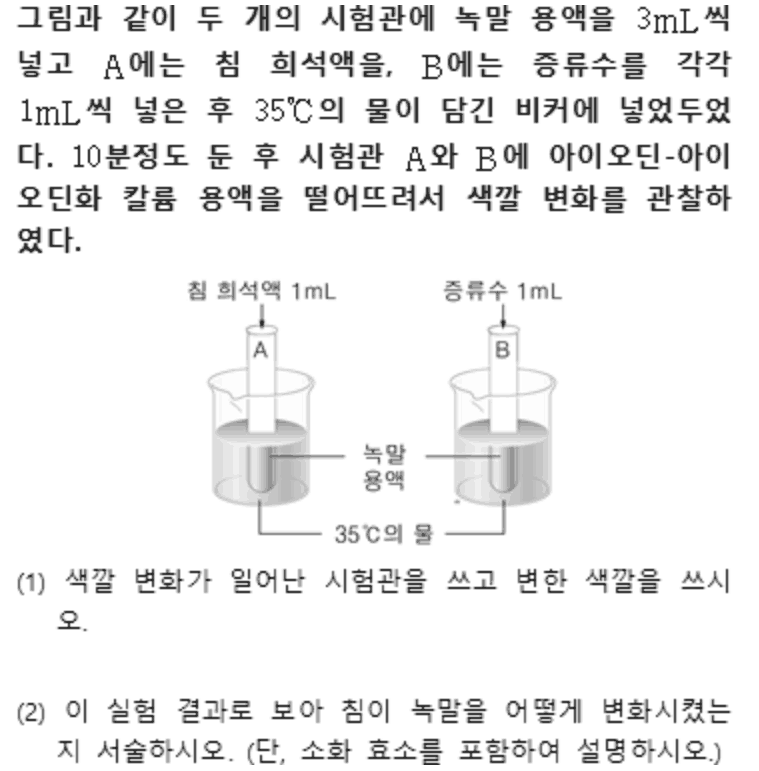 그림과 같이 두 개의 시험관에 녹말 용액을 3mL씩
넣고 A에는 침 희석액을, B에는 증류수를 각각
1mL씩 넣은 후 35℃의 물이 담긴 비커에 넣었두었
다. 10분정도 둔 후 시험관 A와 B에 아이오딘-아이
오딘화 칼륨 용액을 떨어뜨려서 색깔 변화를 관찰하
였다.
침 희석액 1mL
증류수 1mL
A
B
녹말
용액
35℃의 물
(1) 색깔 변화가 일어난 시험관을 쓰고 변한 색깔을 쓰시
오.
(2) 이 실험 결과로 보아 침이 녹말을 어떻게 변화시켰는
지 서술하시오. (단, 소화 효소를 포함하여 설명하시오.)